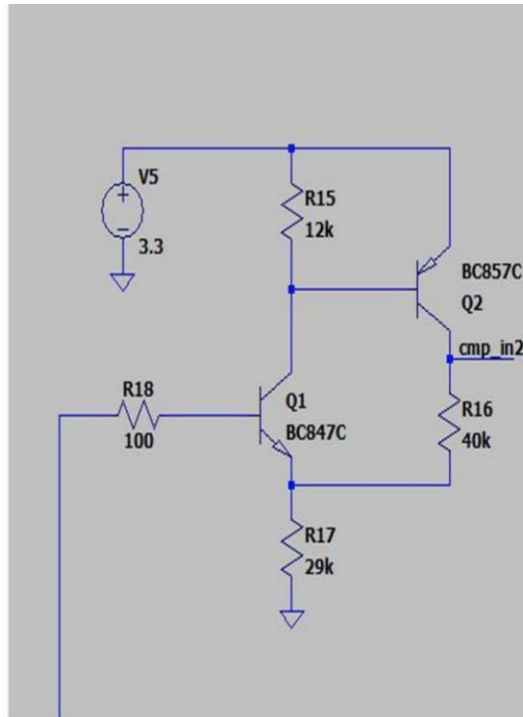 V5
3.3
R15
12k
BC857C
Q2
cmp_in2
R18
100
Q1
BC847C
R16
40k
R17
29k